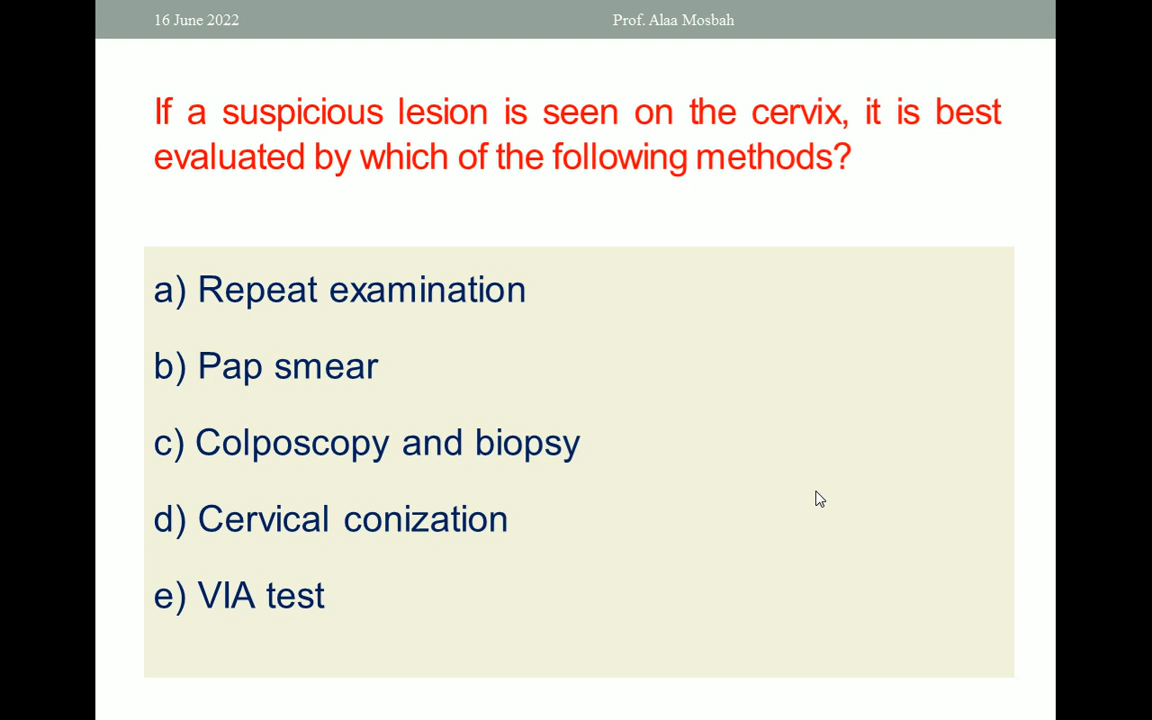 16 June 2022 Prof. Alaa Mosbah
If a suspicious lesion is seen on the cervix, it is best
evaluated by which of the following methods?
a) Repeat examination
b) Pap smear
c) Colposcopy and biopsy
d) Cervical conization
e) VIA test